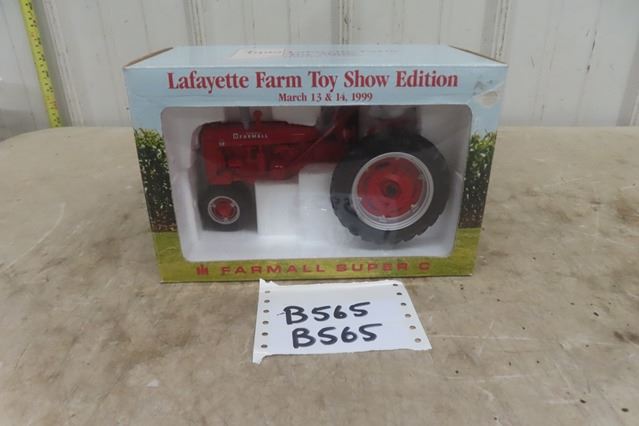 Lafayette Farm Toy Show Edition
March 13 & 14, 1999
FARMALL
FARMALL SUPER C
B565
B565